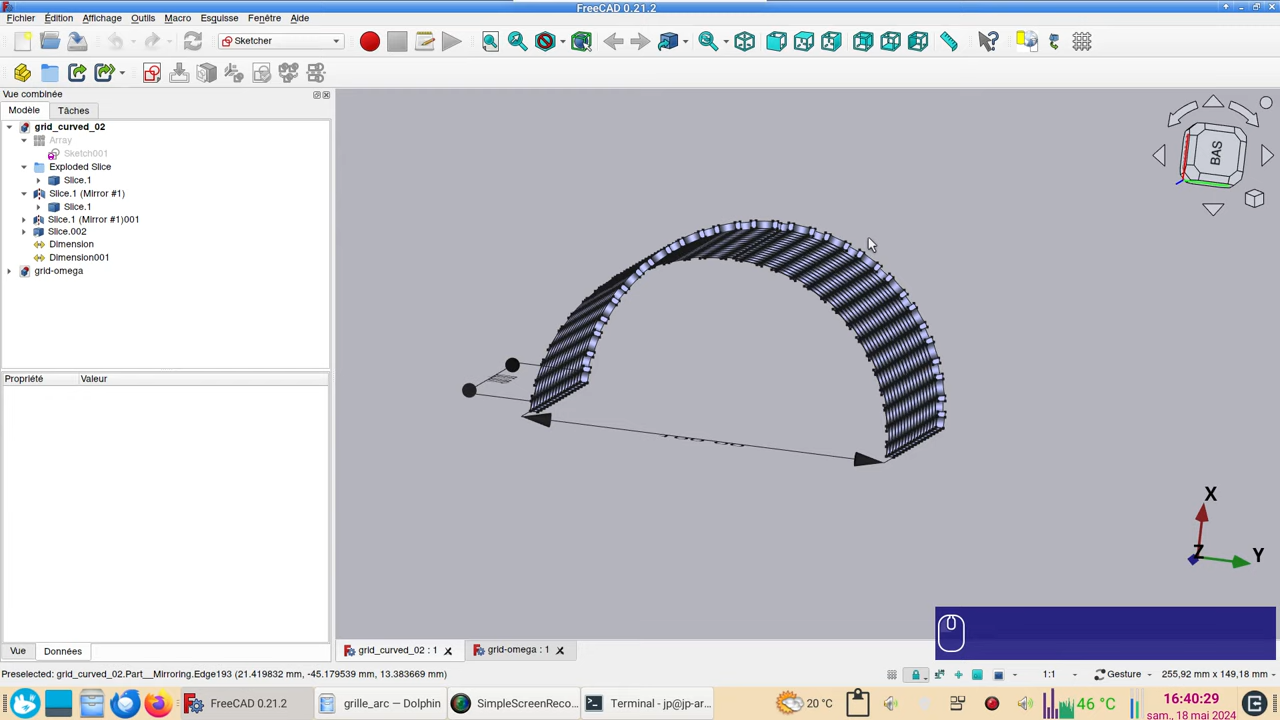 FreeCAD 0.21.2
Fichier Édition Affichage Outils Macro Esquisse Fenêtre Aide
Sketcher
Vue combinée
Modèle Tâches
grid_curved_02
Array
Sketch001
Exploded Slice
Slice.1
Slice.1 (Mirror #1)
Slice.1
Slice.1 (Mirror #1)001
Slice.002
Dimension
Dimension001
grid-omega
BAS
X
Z Y
Propriété Valeur
Vue Données
grid_curved_02 : 1 grid-omega : 1
Preselected: grid_curved_02.Part__Mirroring.Edge193 (21.419832 mm, -45.179539 mm, 13.383669 mm)
1:1 Gesture 255,92 mm x 149,18 mm
FreeCAD 0.21.2 grille_arc – Dolphin SimpleScreenReco... Terminal - jp@jp-ar... 20 °C 46 °C 16:40:29
sam., 18 mai 2024